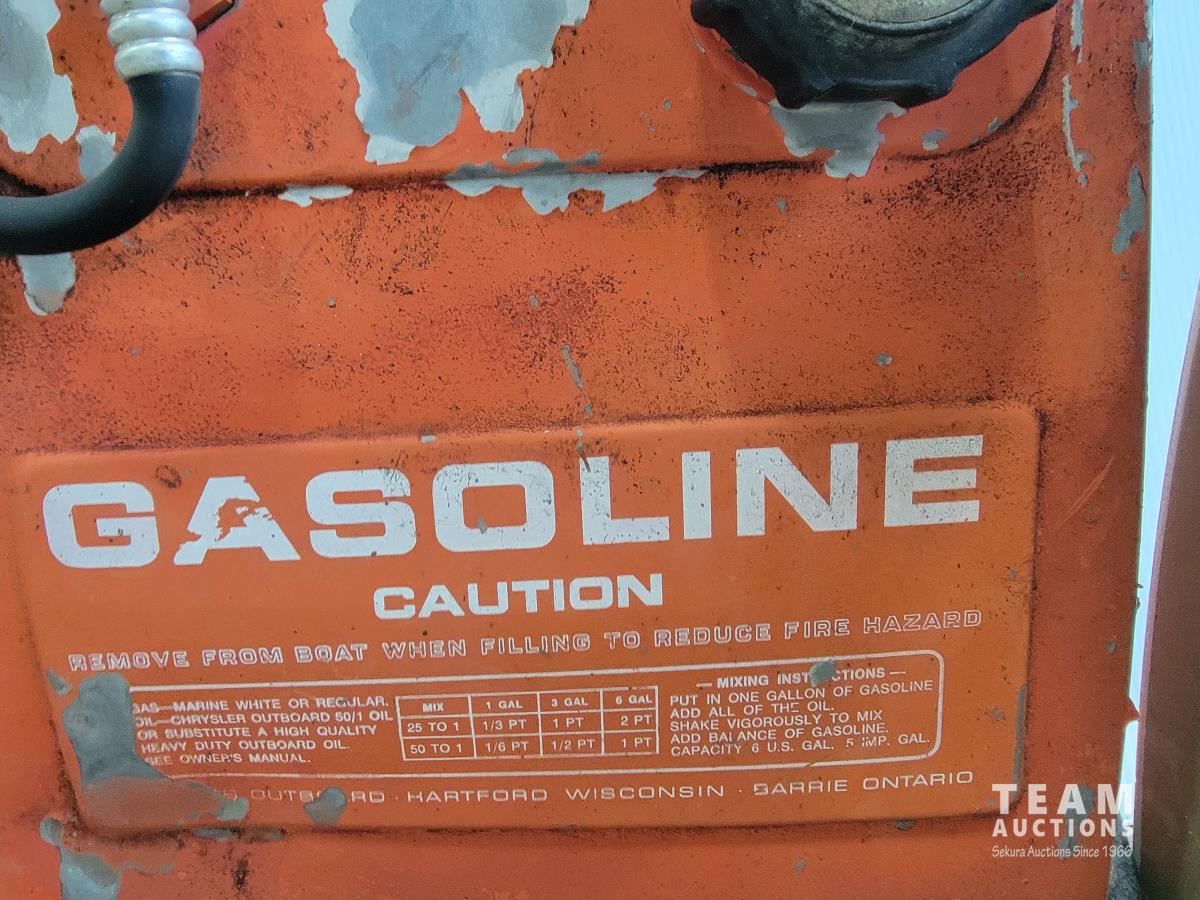 GASOLINE
CAUTION
REMOVE FROM BOAT WHEN FILLING TO REDUCE FIRE HAZARD
GAS—MARINE WHITE OR REGULAR.
OIL—CHRYSLER OUTBOARD 50/1 OIL
OR SUBSTITUTE A HIGH QUALITY
HEAVY DUTY OUTBOARD OIL.
SEE OWNER'S MANUAL.
MIX 1 GAL 3 GAL 6 GAL
25 TO 1 1/3 PT 1 PT 2 PT
50 TO 1 1/6 PT 1/2 PT 1 PT
— MIXING INSTRUCTIONS —
PUT IN ONE GALLON OF GASOLINE
ADD ALL OF THE OIL.
SHAKE VIGOROUSLY TO MIX
ADD BALANCE OF GASOLINE.
CAPACITY 6 U.S. GAL. 5 IMP. GAL.
OUTBOARD · HARTFORD WISCONSIN · BARRIE ONTARIO
TEAM
AUCTIONS
Sekura Auctions Since 1966